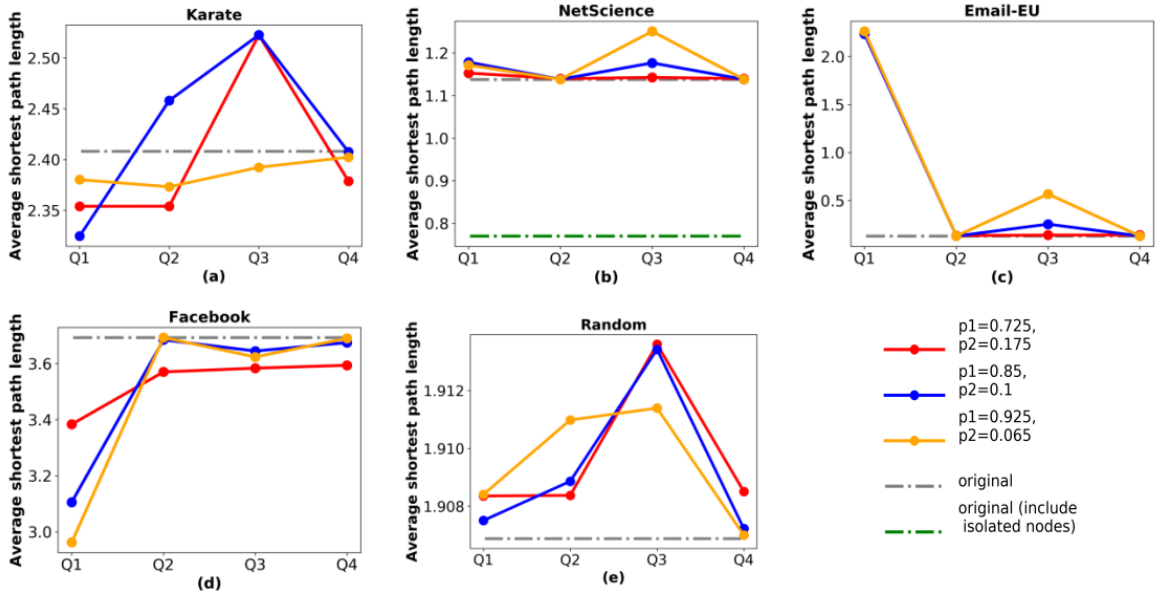 Karate
Average shortest path length
2.50
2.45
2.40
2.35
Q1 Q2 Q3 Q4
(a)
NetScience
Average shortest path length
1.2
1.1
1.0
0.9
0.8
Q1 Q2 Q3 Q4
(b)
Email-EU
Average shortest path length
2.0
1.5
1.0
0.5
Q1 Q2 Q3 Q4
(c)
Facebook
Average shortest path length
3.6
3.4
3.2
3.0
Q1 Q2 Q3 Q4
(d)
Random
Average shortest path length
1.912
1.910
1.908
Q1 Q2 Q3 Q4
(e)
p1=0.725,
p2=0.175
p1=0.85,
p2=0.1
p1=0.925,
p2=0.065
original
original (include
isolated nodes)